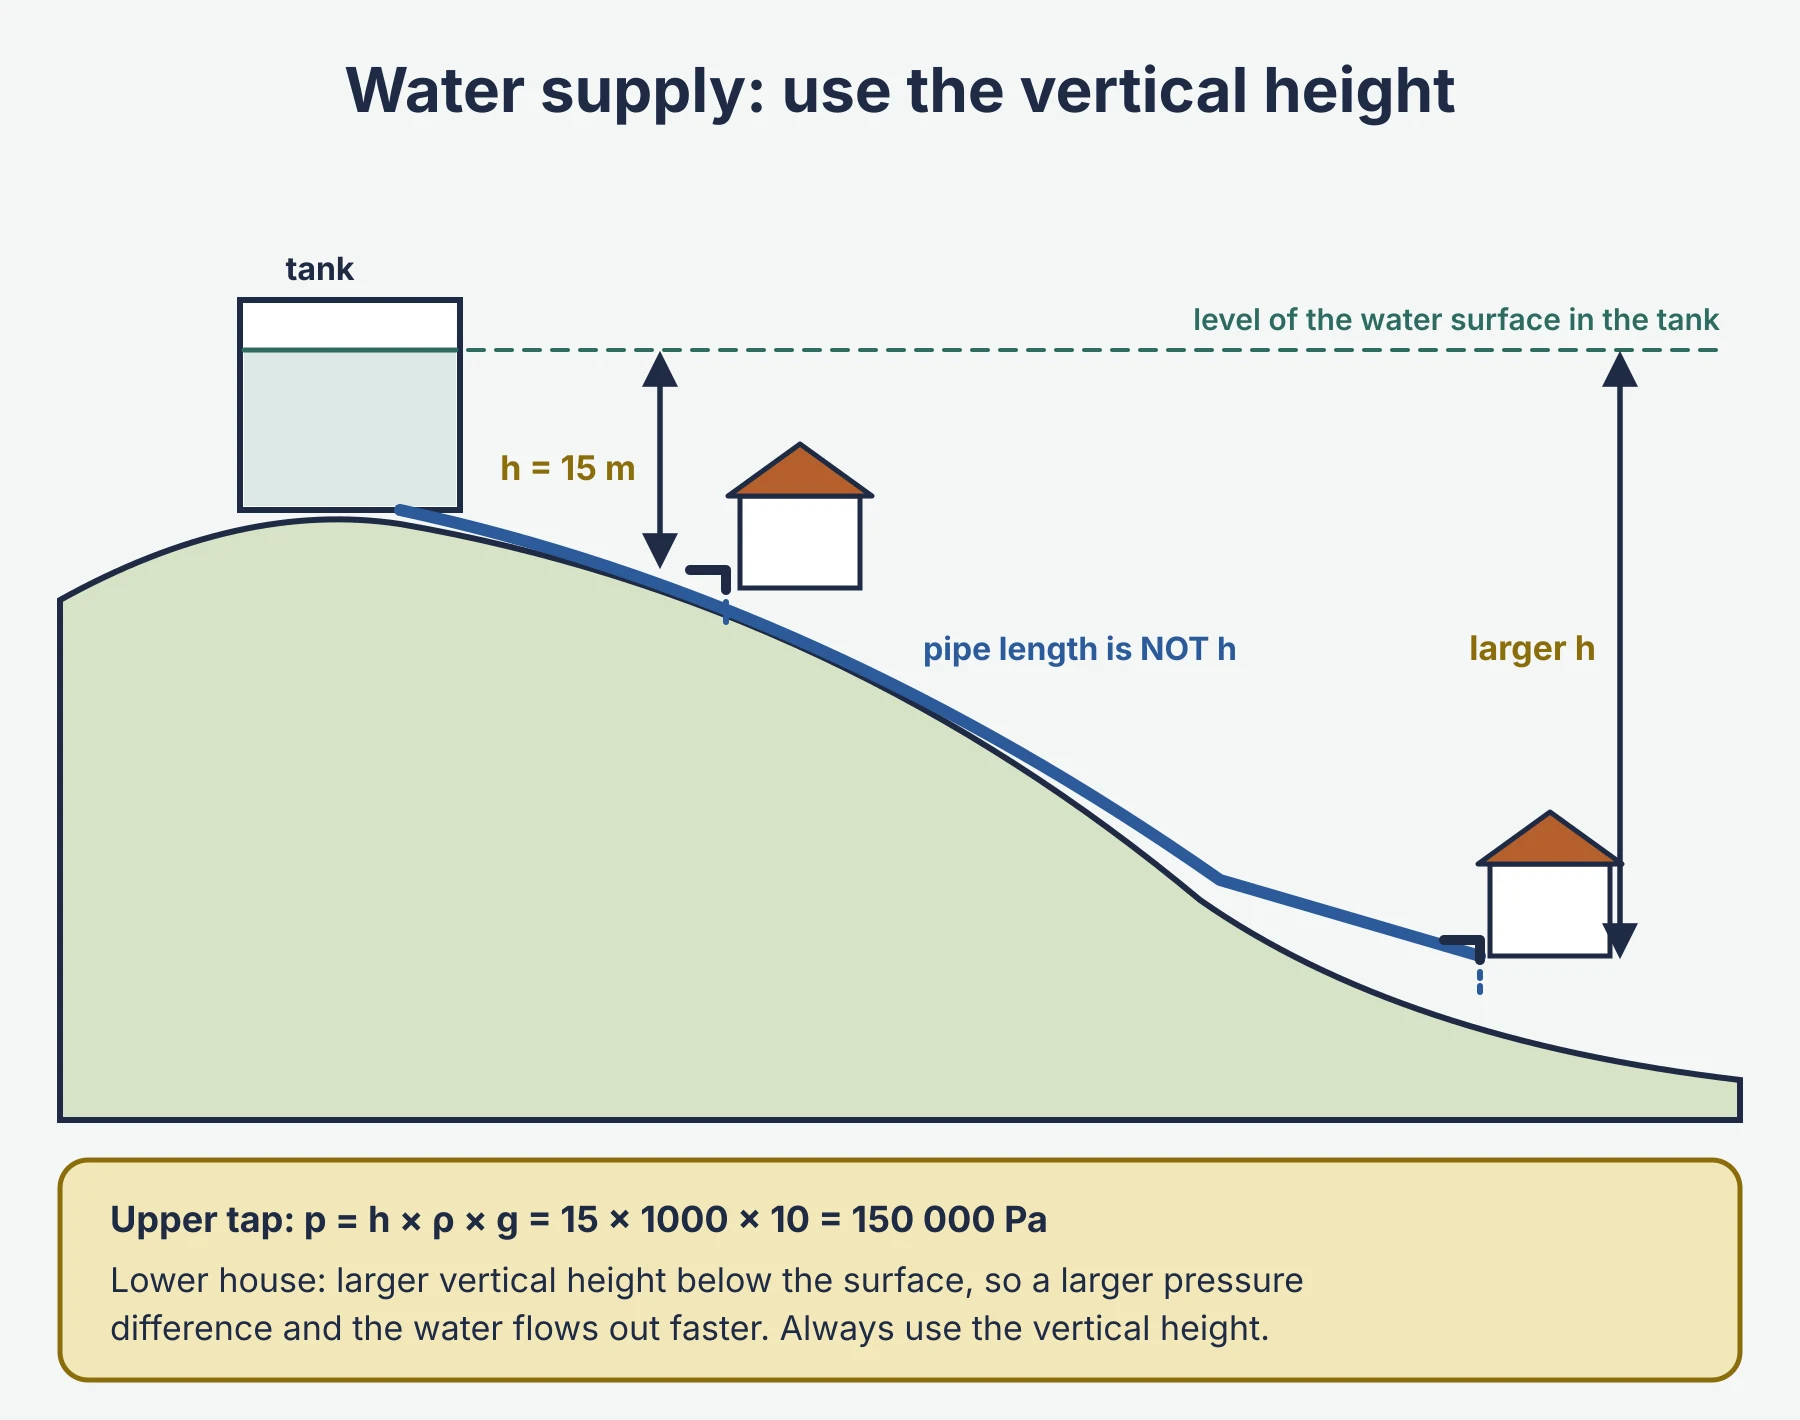 Water supply: use the vertical height
tank
level of the water surface in the tank
h = 15 m
pipe length is NOT h
larger h
Upper tap: p = h × ρ × g = 15 × 1000 × 10 = 150 000 Pa
Lower house: larger vertical height below the surface, so a larger pressure
difference and the water flows out faster. Always use the vertical height.